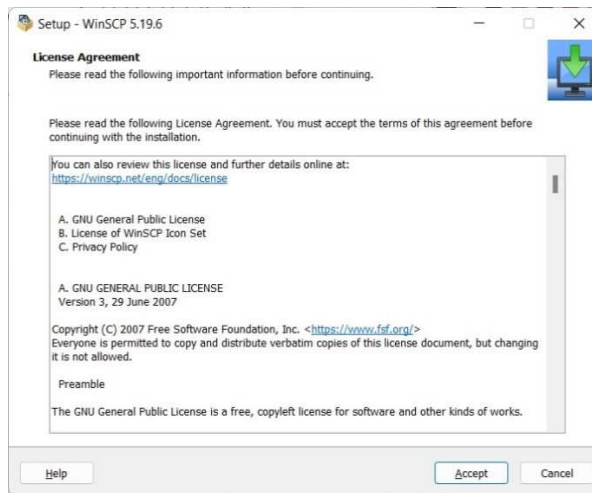 Setup - WinSCP 5.19.6
License Agreement
Please read the following important information before continuing.
Please read the following License Agreement. You must accept the terms of this agreement before
continuing with the installation.
You can also review this license and further details online at:
https://winscp.net/eng/docs/license
A. GNU General Public License
B. License of WinSCP Icon Set
C. Privacy Policy
A. GNU GENERAL PUBLIC LICENSE
Version 3, 29 June 2007
Copyright (C) 2007 Free Software Foundation, Inc. <https://www.fsf.org/>
Everyone is permitted to copy and distribute verbatim copies of this license document, but changing
it is not allowed.
Preamble
The GNU General Public License is a free, copyleft license for software and other kinds of works.
Help
Accept
Cancel